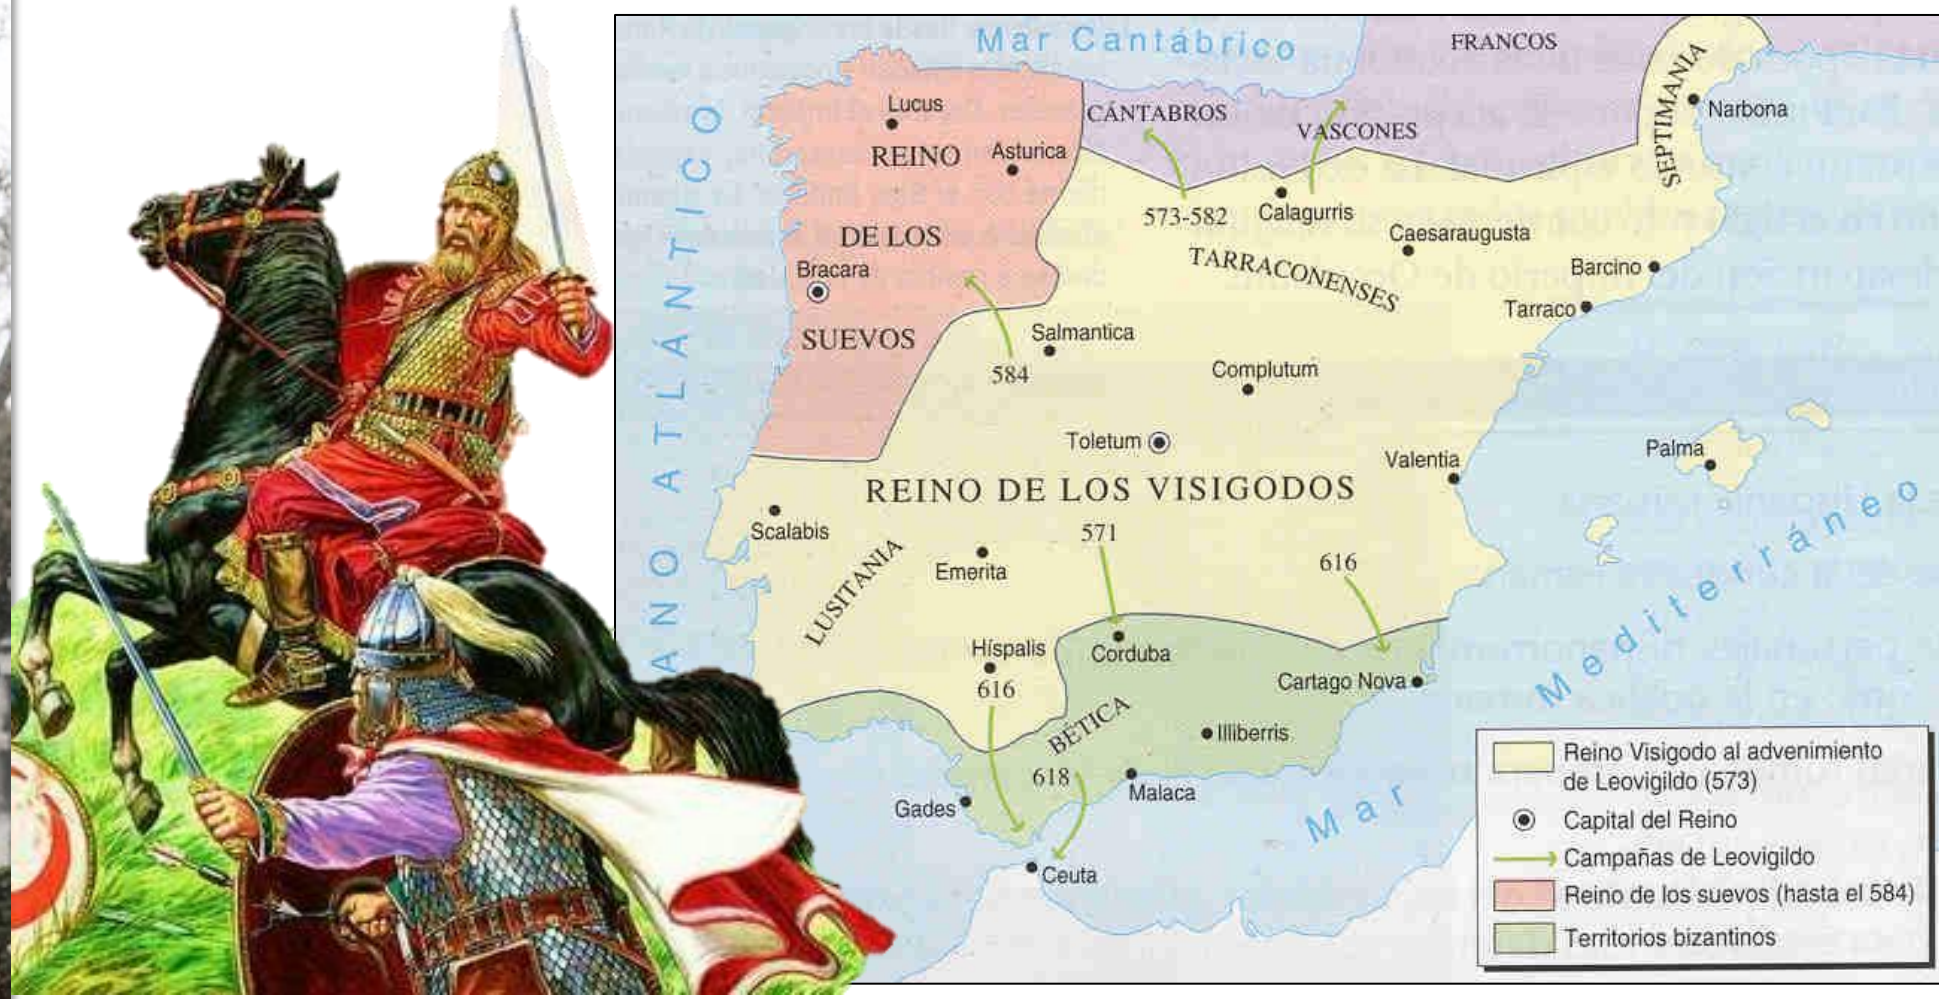 Mar Cantábrico
FRANCOS
SEPTIMANIA
Narbona
Lucus
CÁNTABROS
VASCONES
REINO
Asturica
573-582
Calagurris
DE LOS
Caesaraugusta
TARRACONENSES
Barcino
Bracara
Tarraco
Salmantica
SUEVOS
584
Complutum
Toletum
Palma
Valentia
REINO DE LOS VISIGODOS
Scalabis
571
616
LUSITANIA
Emerita
Híspalis
Corduba
616
Cartago Nova
BÉTICA
Illiberris
618
Malaca
Gades
Ceuta
ANO ATLÁNTICO
Mar Mediterráneo
Reino Visigodo al advenimiento
de Leovigildo (573)
Capital del Reino
Campañas de Leovigildo
Reino de los suevos (hasta el 584)
Territorios bizantinos